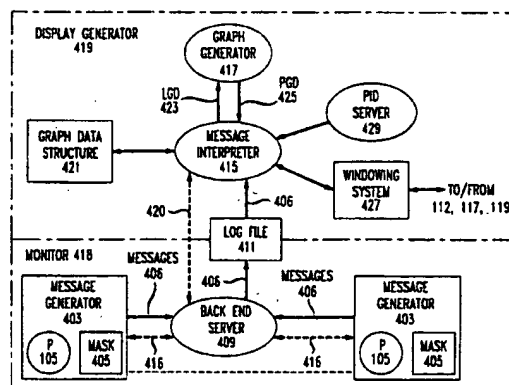 DISPLAY GENERATOR
419
GRAPH
GENERATOR
417
LGD
423
PGD
425
PID
SERVER
429
GRAPH DATA
STRUCTURE
421
MESSAGE
INTERPRETER
415
WINDOWING
SYSTEM
427
TO/FROM
112, 117, 119
420
406
LOG FILE
411
MONITOR 418
MESSAGES
406
406
MESSAGES
406
MESSAGE
GENERATOR
403
P
105
MASK
405
416
BACK END
SERVER
409
416
MESSAGE
GENERATOR
403
P
105
MASK
405